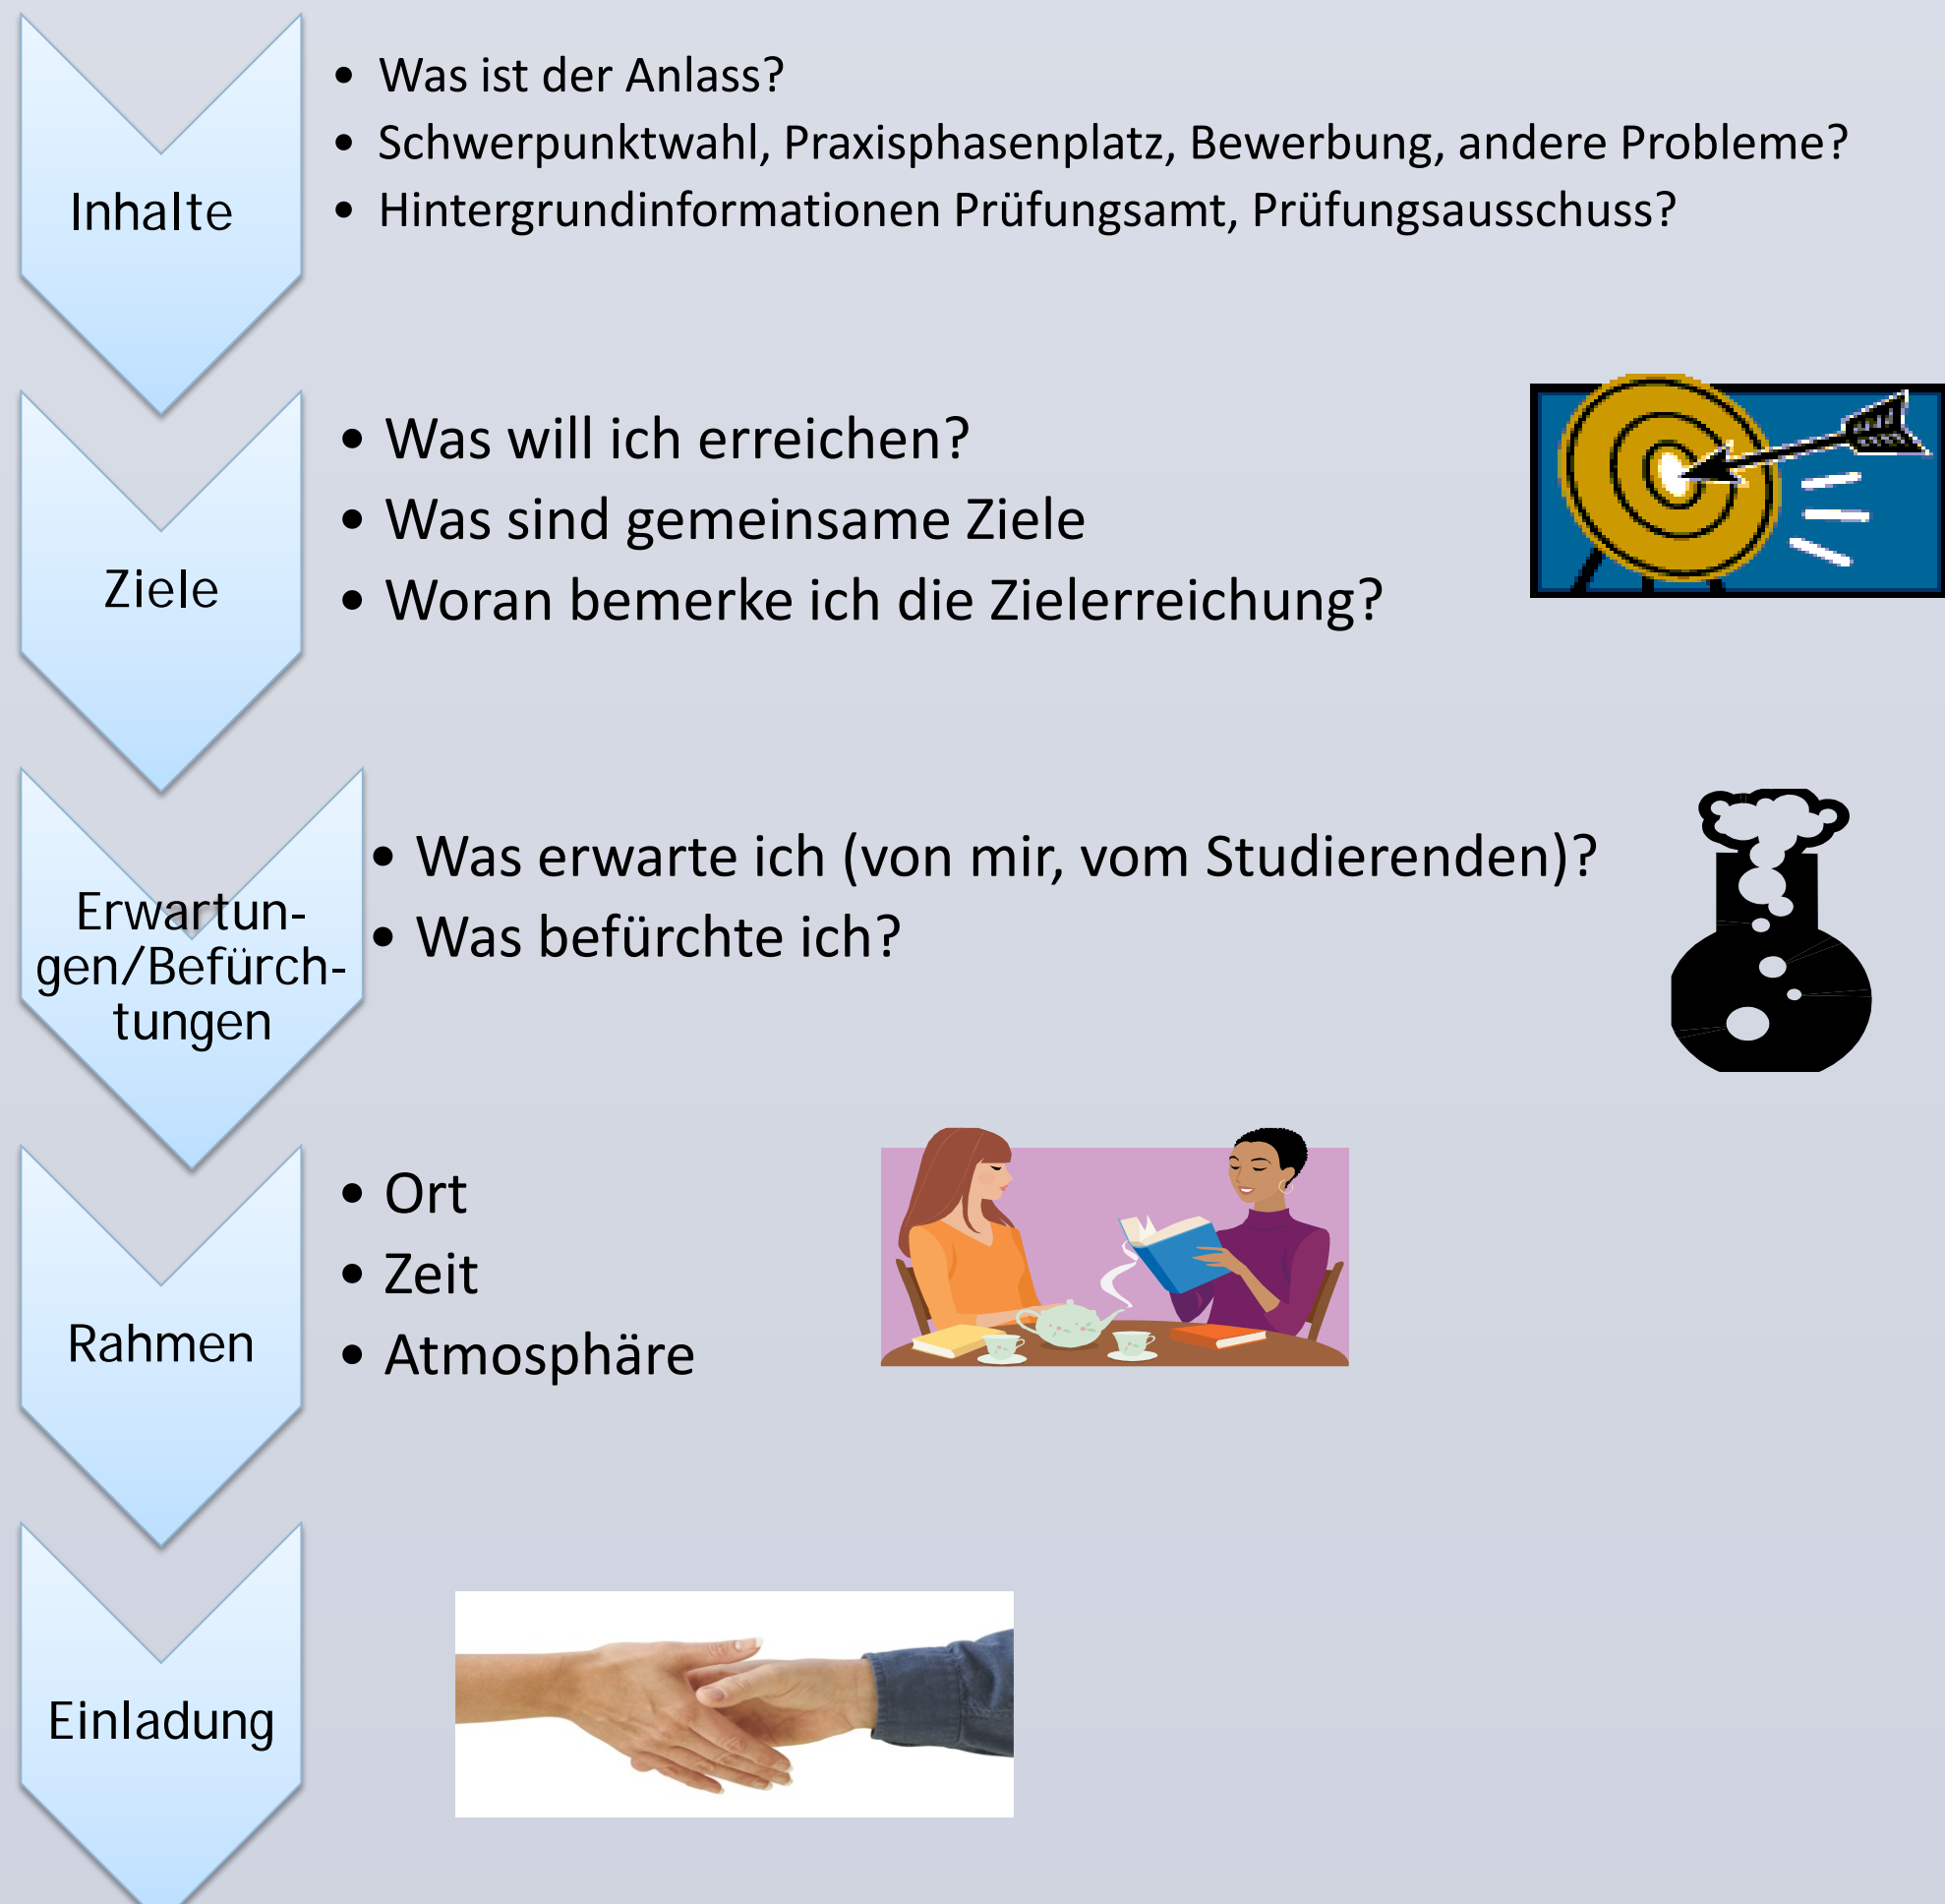 Inhalte
• Was ist der Anlass?
• Schwerpunktwahl, Praxisphasenplatz, Bewerbung, andere Probleme?
• Hintergrundinformationen Prüfungsamt, Prüfungsausschuss?
Ziele
• Was will ich erreichen?
• Was sind gemeinsame Ziele
• Woran bemerke ich die Zielerreichung?
Erwartun-
gen/Befürch-
tungen
• Was erwarte ich (von mir, vom Studierenden)?
• Was befürchte ich?
Rahmen
• Ort
• Zeit
• Atmosphäre
Einladung